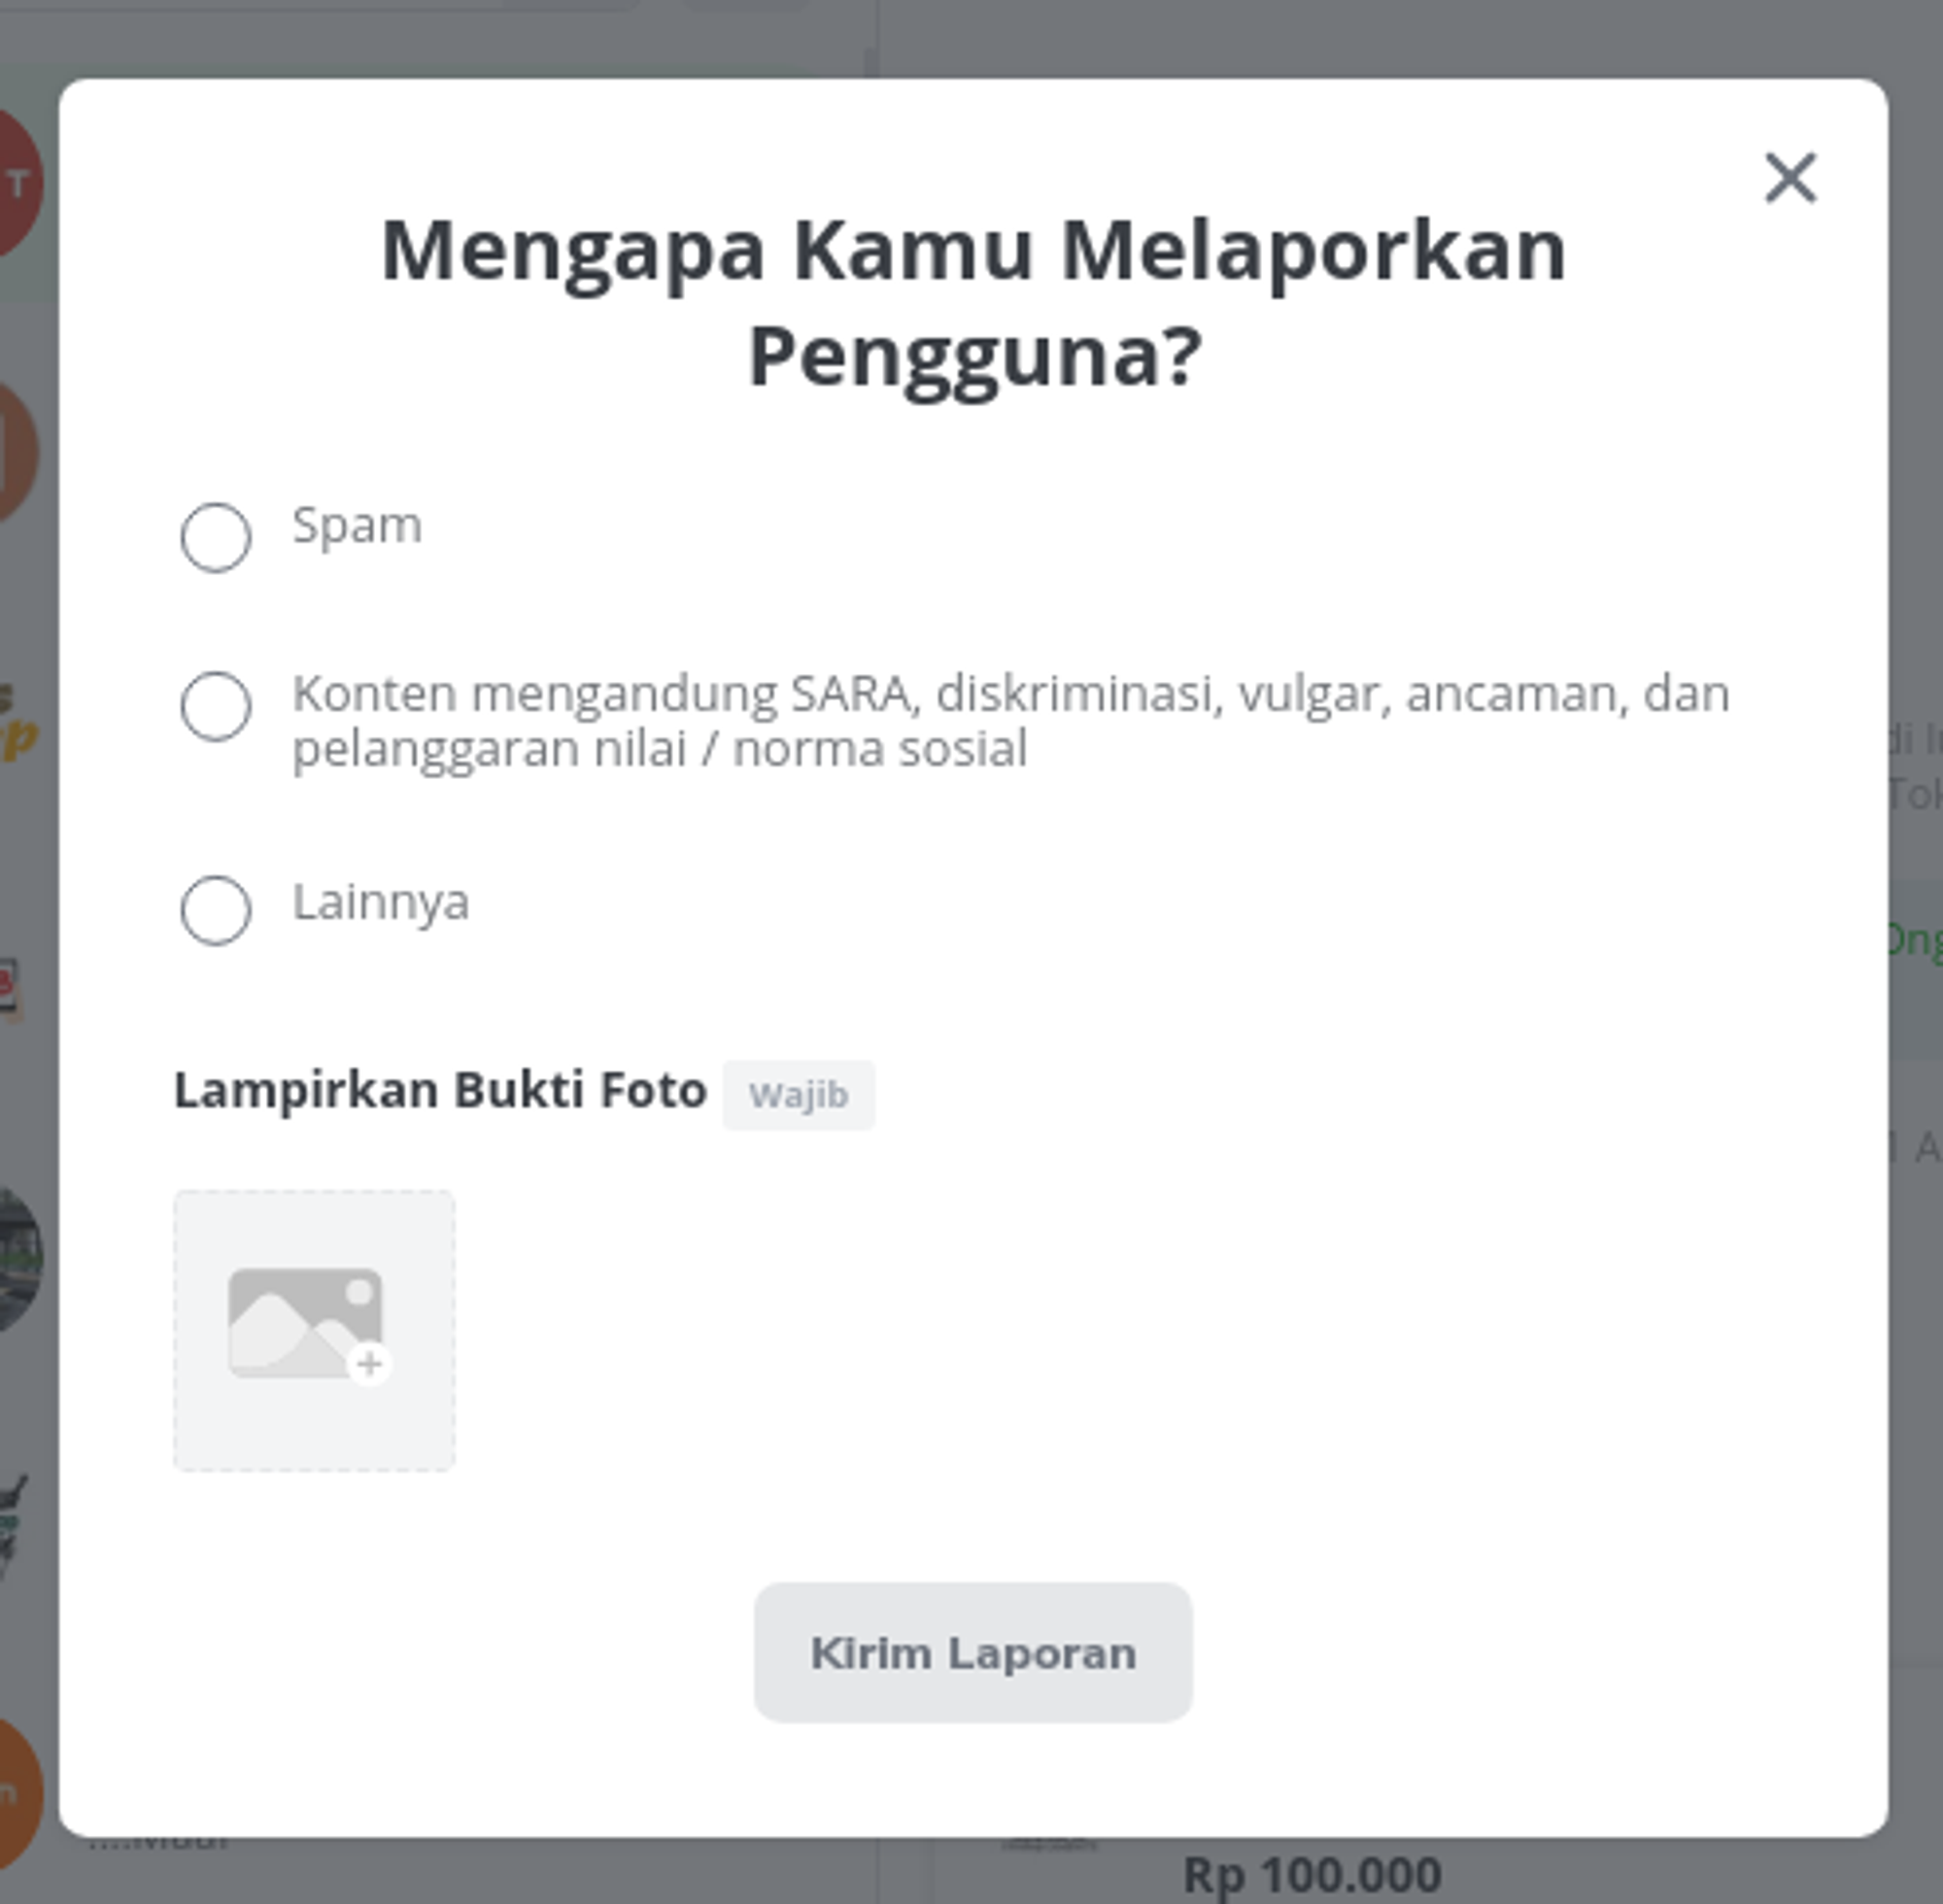 T
Mengapa Kamu Melaporkan
Pengguna?
Spam
Konten mengandung SARA, diskriminasi, vulgar, ancaman, dan
pelanggaran nilai / norma sosial
Lainnya
Lampirkan Bukti Foto Wajib
Kirim Laporan
Rp 100.000